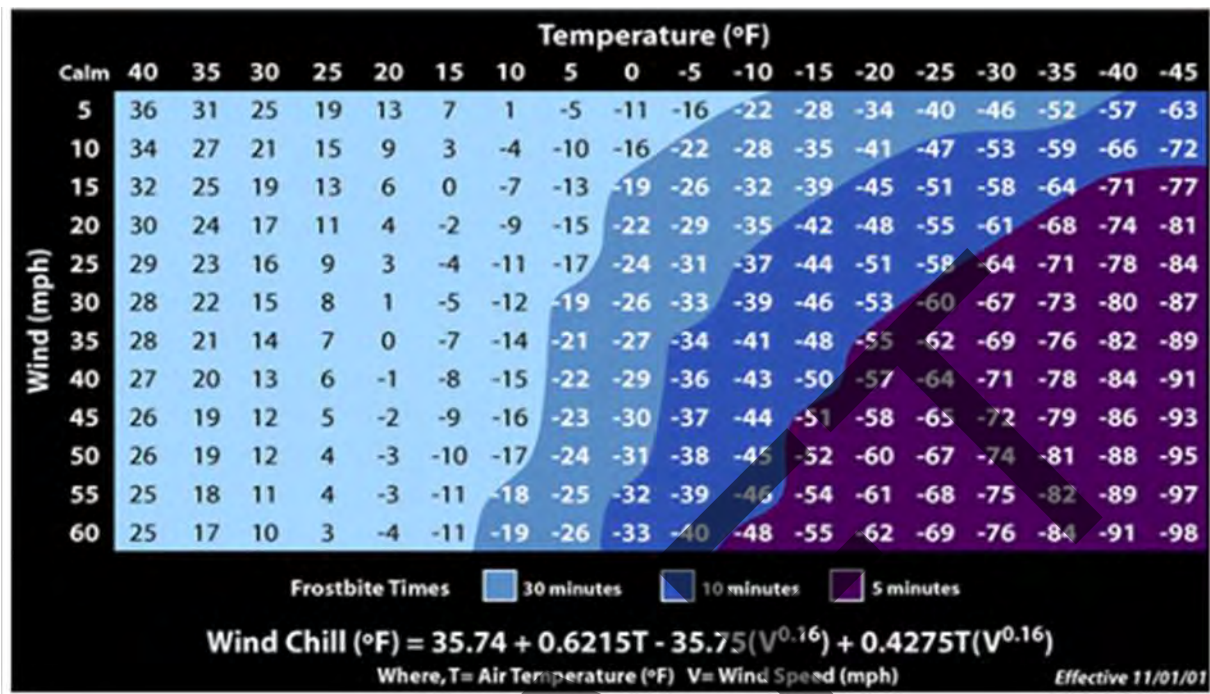 Temperature (ºF)
Calm 40 35 30 25 20 15 10 5 0 -5 -10 -15 -20 -25 -30 -35 -40 -45
5 36 31 25 19 13 7 1 -5 -11 -16 -22 -28 -34 -40 -46 -52 -57 -63
10 34 27 21 15 9 3 -4 -10 -16 -22 -28 -35 -41 -47 -53 -59 -66 -72
15 32 25 19 13 6 0 -7 -13 -19 -26 -32 -39 -45 -51 -58 -64 -71 -77
20 30 24 17 11 4 -2 -9 -15 -22 -29 -35 -42 -48 -55 -61 -68 -74 -81
25 29 23 16 9 3 -4 -11 -17 -24 -31 -37 -44 -51 -58 -64 -71 -78 -84
30 28 22 15 8 1 -5 -12 -19 -26 -33 -39 -46 -53 -60 -67 -73 -80 -87
35 28 21 14 7 0 -7 -14 -21 -27 -34 -41 -48 -55 -62 -69 -76 -82 -89
40 27 20 13 6 -1 -8 -15 -22 -29 -36 -43 -50 -57 -64 -71 -78 -84 -91
45 26 19 12 5 -2 -9 -16 -23 -30 -37 -44 -51 -58 -65 -72 -79 -86 -93
50 26 19 12 4 -3 -10 -17 -24 -31 -38 -45 -52 -60 -67 -74 -81 -88 -95
55 25 18 11 4 -3 -11 -18 -25 -32 -39 -46 -54 -61 -68 -75 -82 -89 -97
60 25 17 10 3 -4 -11 -19 -26 -33 -40 -48 -55 -62 -69 -76 -84 -91 -98
Wind (mph)
Frostbite Times 30 minutes 10 minutes 5 minutes
Wind Chill (ºF) = 35.74 + 0.6215T - 35.75(V^0.16) + 0.4275T(V^0.16)
Where, T= Air Temperature (ºF) V= Wind Speed (mph) Effective 11/01/01